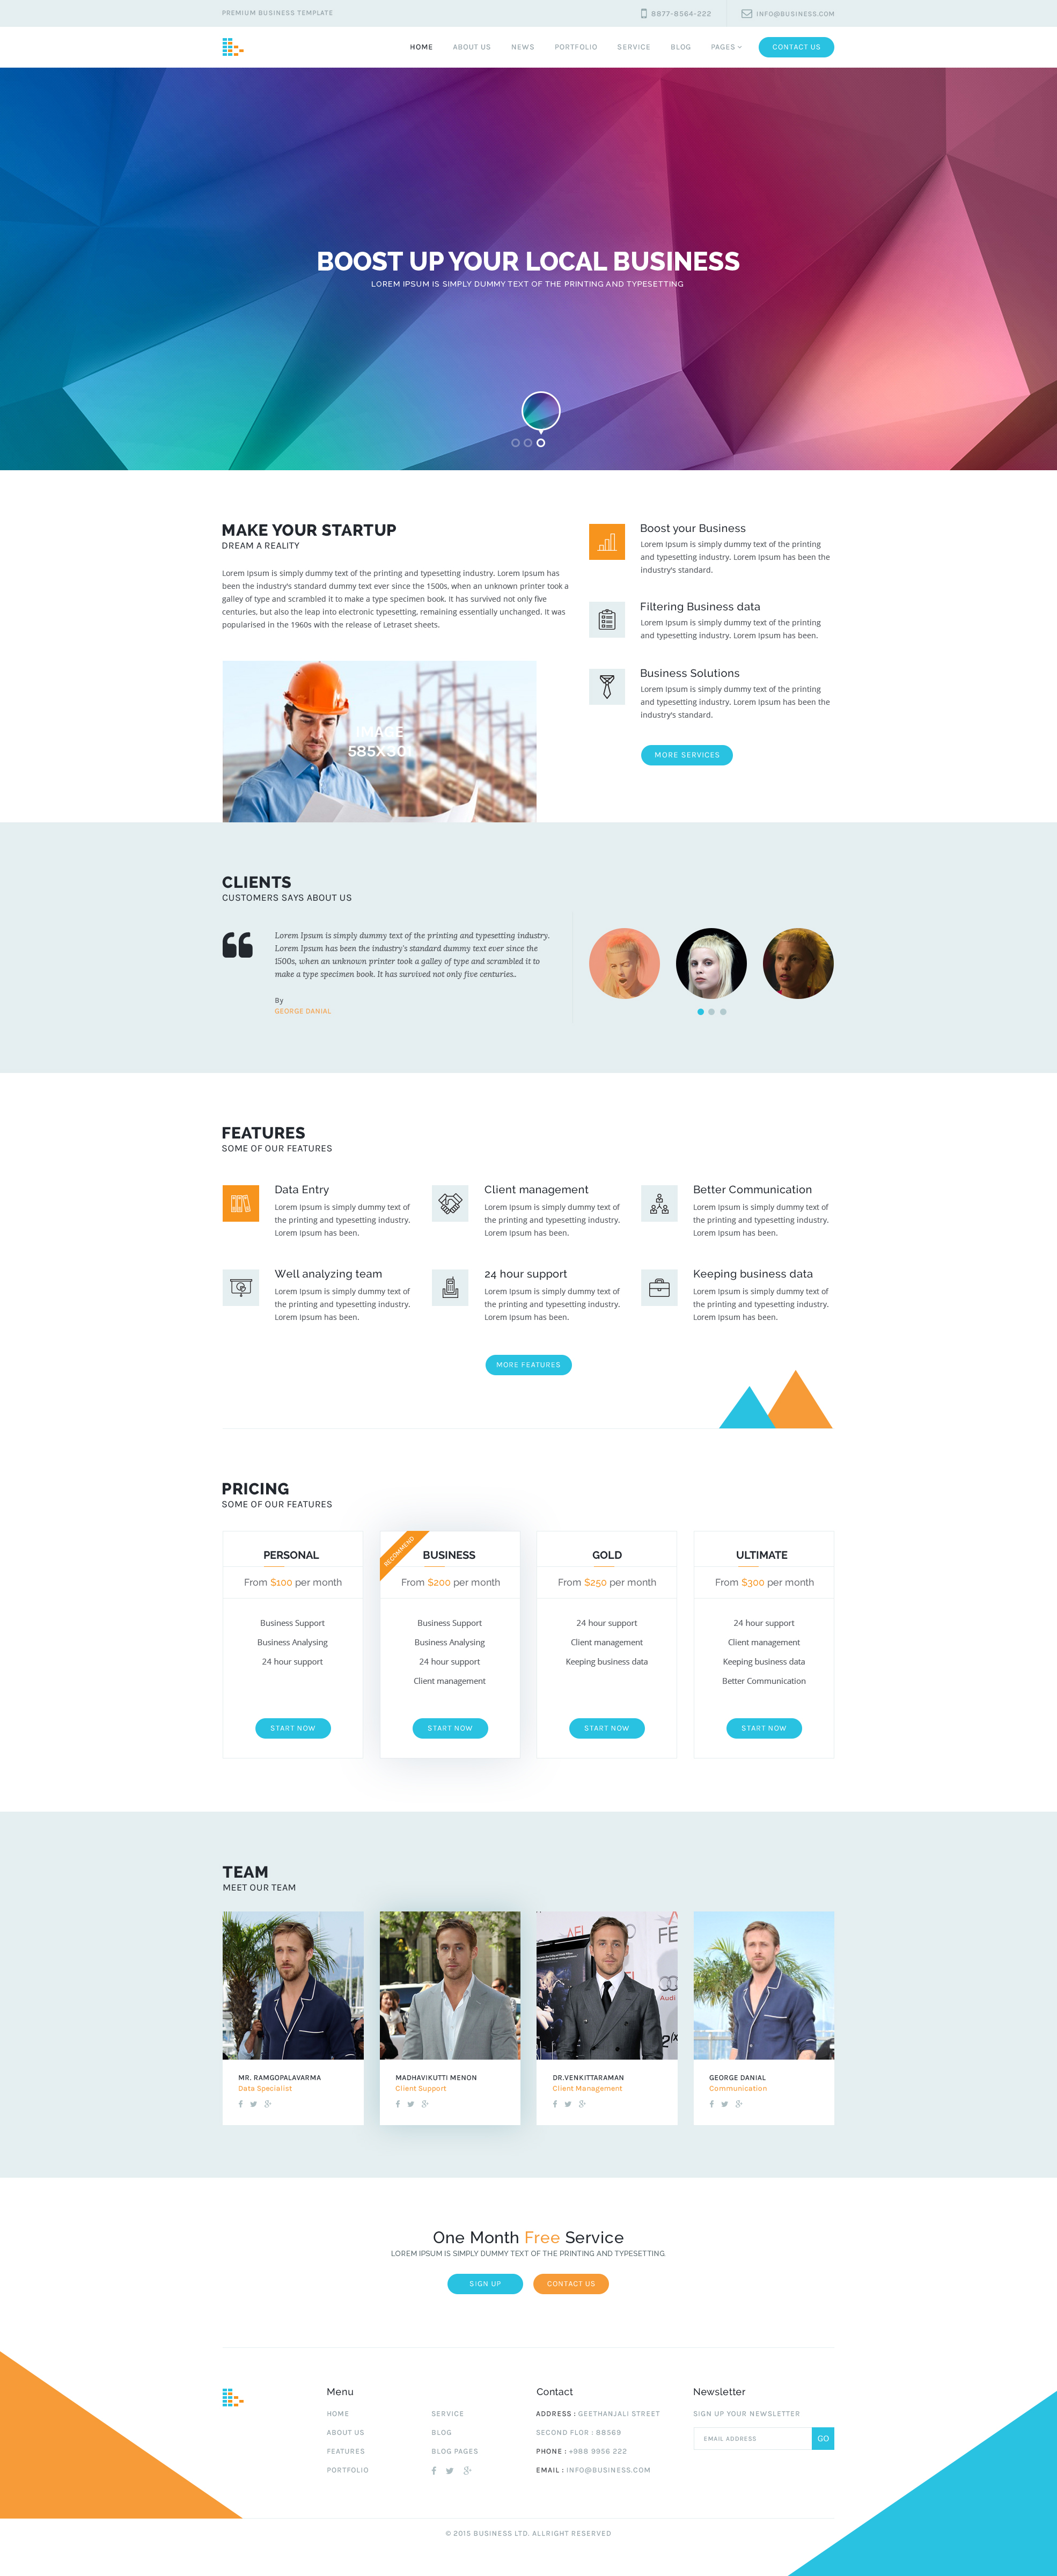 PREMIUM BUSINESS TEMPLATE
8877-8564-222
INFO@BUSINESS.COM
HOME
ABOUT US
NEWS
PORTFOLIO
SERVICE
BLOG
PAGES
CONTACT US
BOOST UP YOUR LOCAL BUSINESS
LOREM IPSUM IS SIMPLY DUMMY TEXT OF THE PRINTING AND TYPESETTING
MAKE YOUR STARTUP
DREAM A REALITY
Lorem Ipsum is simply dummy text of the printing and typesetting industry. Lorem Ipsum has
been the industry's standard dummy text ever since the 1500s, when an unknown printer took a
galley of type and scrambled it to make a type specimen book. It has survived not only five
centuries, but also the leap into electronic typesetting, remaining essentially unchanged. It was
popularised in the 1960s with the release of Letraset sheets.
IMAGE
585X301
Boost your Business
Lorem Ipsum is simply dummy text of the printing
and typesetting industry. Lorem Ipsum has been the
industry's standard.
Filtering Business data
Lorem Ipsum is simply dummy text of the printing
and typesetting industry. Lorem Ipsum has been.
Business Solutions
Lorem Ipsum is simply dummy text of the printing
and typesetting industry. Lorem Ipsum has been the
industry's standard.
MORE SERVICES
CLIENTS
CUSTOMERS SAYS ABOUT US
Lorem Ipsum is simply dummy text of the printing and typesetting industry.
Lorem Ipsum has been the industry's standard dummy text ever since the
1500s, when an unknown printer took a galley of type and scrambled it to
make a type specimen book. It has survived not only five centuries..
By
GEORGE DANIAL
FEATURES
SOME OF OUR FEATURES
Data Entry
Lorem Ipsum is simply dummy text of
the printing and typesetting industry.
Lorem Ipsum has been.
Client management
Lorem Ipsum is simply dummy text of
the printing and typesetting industry.
Lorem Ipsum has been.
Better Communication
Lorem Ipsum is simply dummy text of
the printing and typesetting industry.
Lorem Ipsum has been.
Well analyzing team
Lorem Ipsum is simply dummy text of
the printing and typesetting industry.
Lorem Ipsum has been.
24 hour support
Lorem Ipsum is simply dummy text of
the printing and typesetting industry.
Lorem Ipsum has been.
Keeping business data
Lorem Ipsum is simply dummy text of
the printing and typesetting industry.
Lorem Ipsum has been.
MORE FEATURES
PRICING
SOME OF OUR FEATURES
PERSONAL
From $100 per month
Business Support
Business Analysing
24 hour support
START NOW
RECOMMEND
BUSINESS
From $200 per month
Business Support
Business Analysing
24 hour support
Client management
START NOW
GOLD
From $250 per month
24 hour support
Client management
Keeping business data
START NOW
ULTIMATE
From $300 per month
24 hour support
Client management
Keeping business data
Better Communication
START NOW
TEAM
MEET OUR TEAM
MR. RAMGOPALAVARMA
Data Specialist
MADHAVIKUTTI MENON
Client Support
AFI
Audi
DR.VENKITTARAMAN
Client Management
GEORGE DANIAL
Communication
One Month Free Service
LOREM IPSUM IS SIMPLY DUMMY TEXT OF THE PRINTING AND TYPESETTING.
SIGN UP
CONTACT US
Menu
HOME
ABOUT US
FEATURES
PORTFOLIO
SERVICE
BLOG
BLOG PAGES
Contact
ADDRESS : GEETHANJALI STREET
SECOND FLOR : 88569
PHONE : +988 9956 222
EMAIL : INFO@BUSINESS.COM
Newsletter
SIGN UP YOUR NEWSLETTER
EMAIL ADDRESS
GO
© 2015 BUSINESS LTD. ALLRIGHT RESERVED